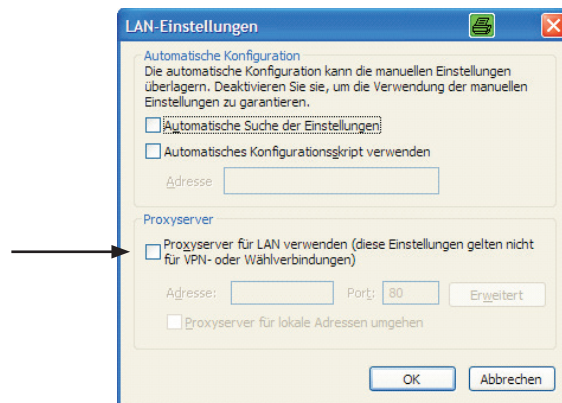 LAN-Einstellungen
Automatische Konfiguration
Die automatische Konfiguration kann die manuellen Einstellungen
überlagern. Deaktivieren Sie sie, um die Verwendung der manuellen
Einstellungen zu garantieren.
Automatische Suche der Einstellungen
Automatisches Konfigurationsskript verwenden
Adresse
Proxyserver
Proxyserver für LAN verwenden (diese Einstellungen gelten nicht
für VPN- oder Wählverbindungen)
Adresse: Port: 80 Erweitert
Proxyserver für lokale Adressen umgehen
OK Abbrechen